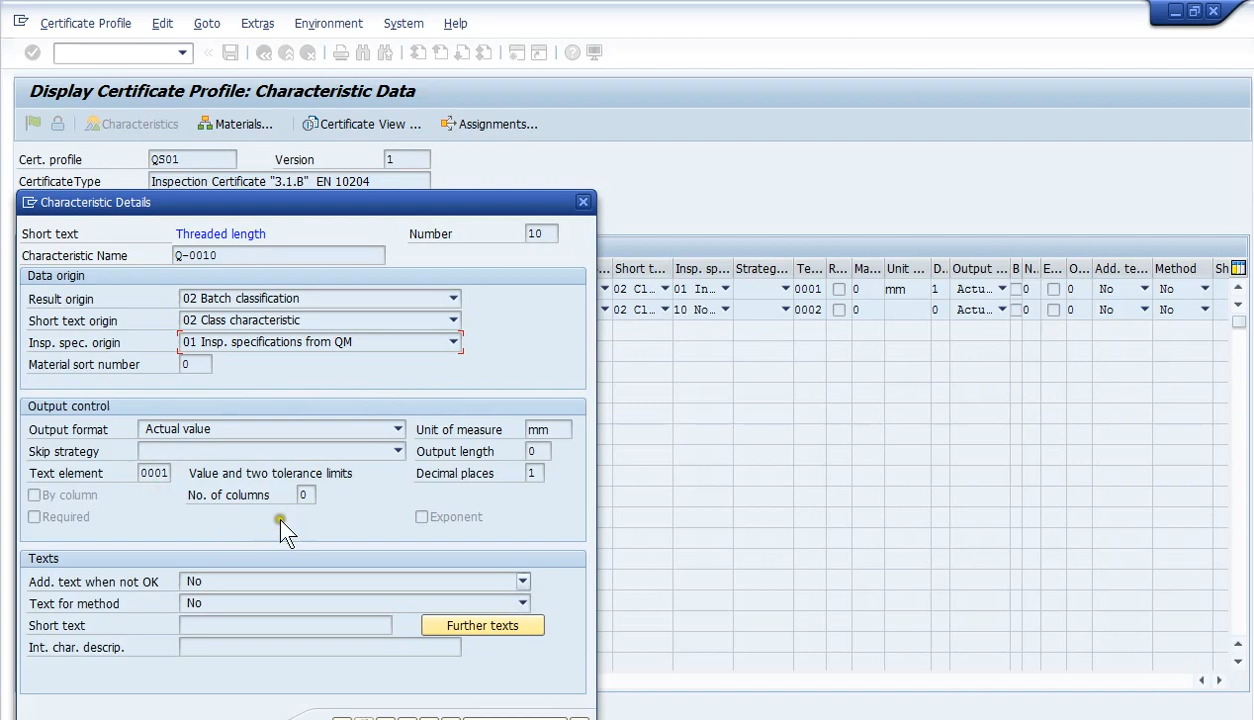 Certificate Profile Edit Goto Extras Environment System Help
Display Certificate Profile: Characteristic Data
Characteristics Materials... Certificate View ... Assignments...
Cert. profile QS01 Version 1
CertificateType Inspection Certificate "3.1.B" EN 10204
Characteristic Details
Short text Threaded length Number 10
Characteristic Name Q-0010
Data origin
Result origin 02 Batch classification
Short text origin 02 Class characteristic
Insp. spec. origin 01 Insp. specifications from QM
Material sort number 0
Output control
Output format Actual value Unit of measure mm
Skip strategy Output length 0
Text element 0001 Value and two tolerance limits Decimal places 1
By column No. of columns 0
Required Exponent
Texts
Add. text when not OK No
Text for method No
Short text Further texts
Int. char. descrip.
... Short t... Insp. sp... Strateg... Te... R... Ma... Unit ... D.. Output ... B N.. E... O... Add. te... Method Sh
02 Cl... 01 In... 0001 0 mm 1 Actu... 0 0 No No
02 Cl... 10 No... 0002 0 0 Actu... 0 0 No No